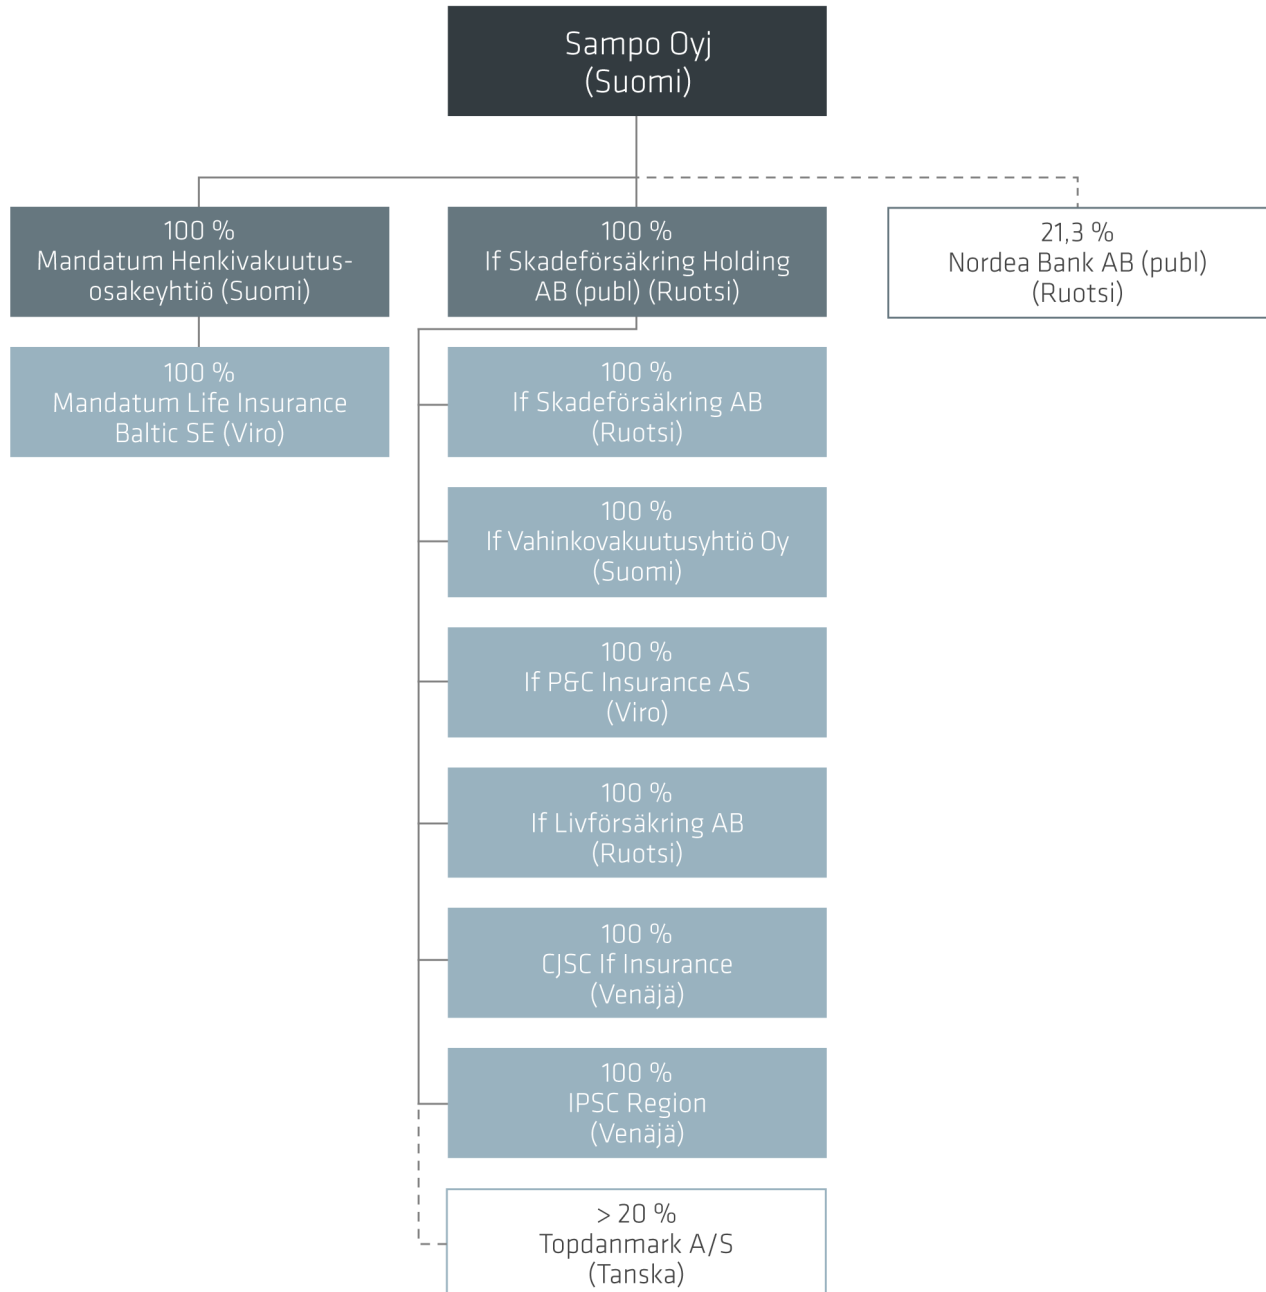 Sampo Oyj
(Suomi)
100 %
Mandatum Henkivakuutus-
osakeyhtiö (Suomi)
100 %
If Skadeförsäkring Holding
AB (publ) (Ruotsi)
21,3 %
Nordea Bank AB (publ)
(Ruotsi)
100 %
Mandatum Life Insurance
Baltic SE (Viro)
100 %
If Skadeförsäkring AB
(Ruotsi)
100 %
If Vahinkovakuutusyhtiö Oy
(Suomi)
100 %
If P&C Insurance AS
(Viro)
100 %
If Livförsäkring AB
(Ruotsi)
100 %
CJSC If Insurance
(Venäjä)
100 %
IPSC Region
(Venäjä)
> 20 %
Topdanmark A/S
(Tanska)